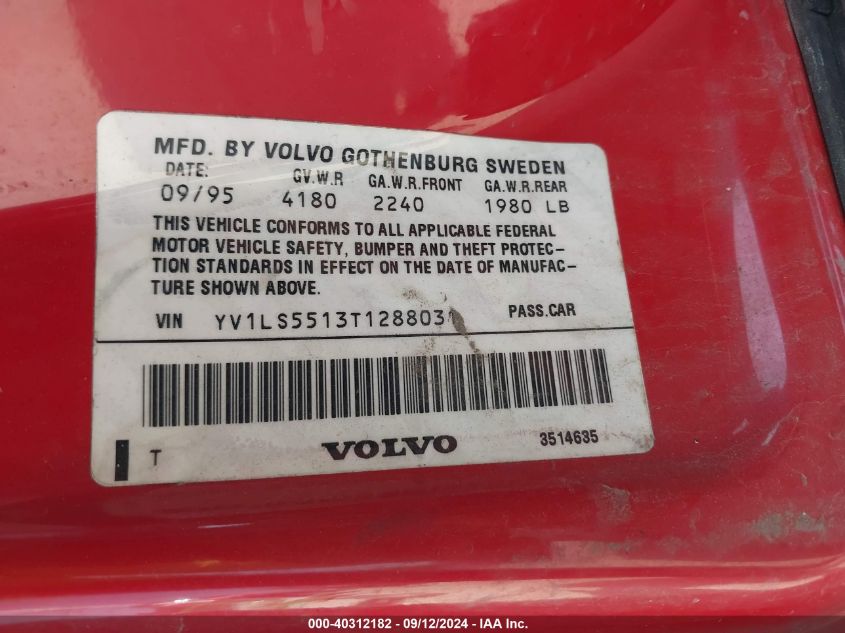 MFD. BY VOLVO GOTHENBURG SWEDEN
DATE: GV.W.R GA.W.R.FRONT GA.W.R.REAR
09/95 4180 2240 1980 LB
THIS VEHICLE CONFORMS TO ALL APPLICABLE FEDERAL
MOTOR VEHICLE SAFETY, BUMPER AND THEFT PROTEC-
TION STANDARDS IN EFFECT ON THE DATE OF MANUFAC-
TURE SHOWN ABOVE.
VIN YV1LS5513T1288031 PASS.CAR
T VOLVO 3514635
000-40312182 - 09/12/2024 - IAA Inc.